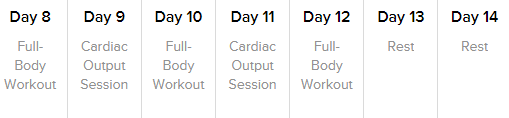 Day 8 Day 9 Day 10 Day 11 Day 12 Day 13 Day 14
Full- Cardiac Full- Cardiac Full- Rest Rest
Body Output Body Output Body
Workout Session Workout Session Workout